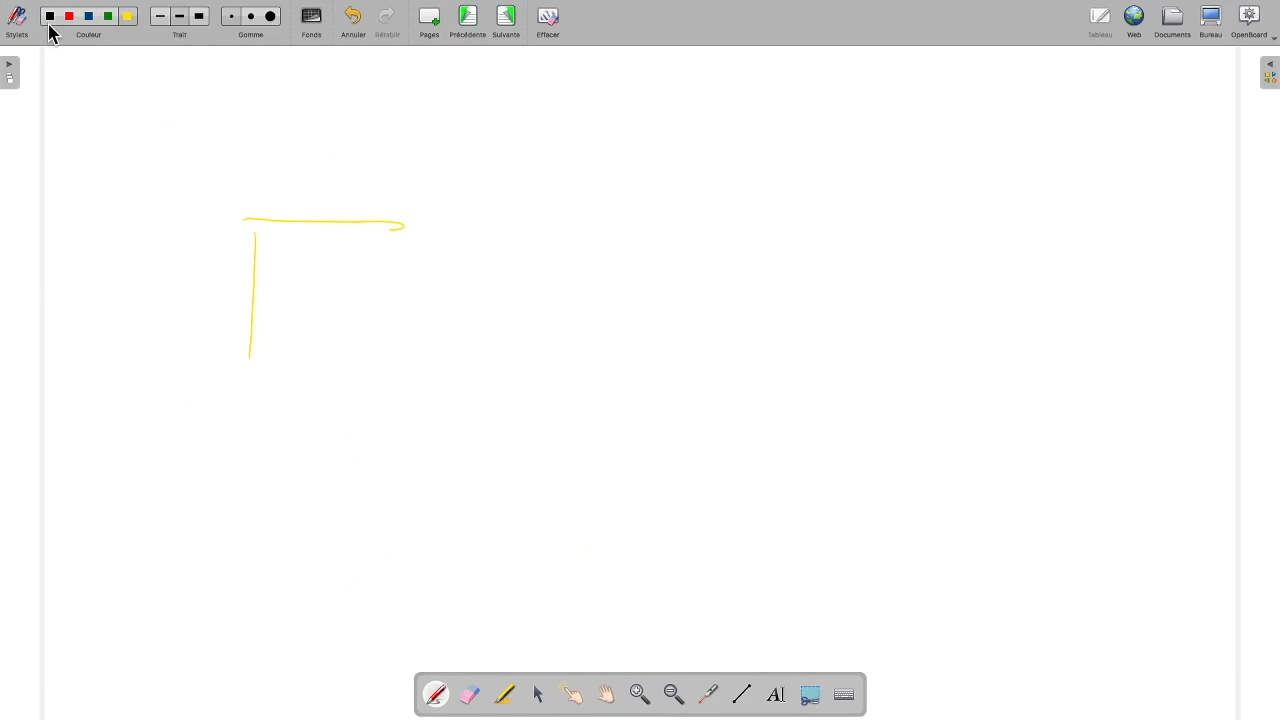 Stylets Couleur Trait Gomme Fonds Annuler Rétablir Pages Précédente Suivante Effacer Tableau Web Documents Bureau OpenBoard